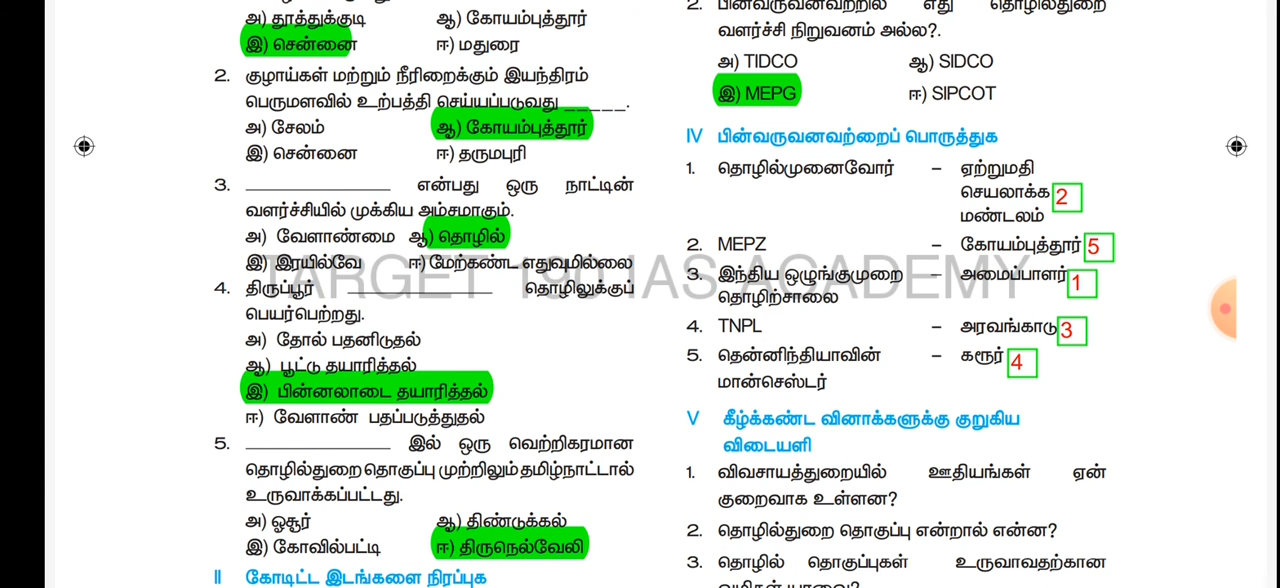 அ) தூத்துக்குடி ஆ) கோயம்புத்தூர்
இ) சென்னை ஈ) மதுரை
2. குழாய்கள் மற்றும் நீரிறைக்கும் இயந்திரம்
பெருமளவில் உற்பத்தி செய்யப்படுவது _____.
அ) சேலம் ஆ) கோயம்புத்தூர்
இ) சென்னை ஈ) தருமபுரி
3. ______________ என்பது ஒரு நாட்டின்
வளர்ச்சியில் முக்கிய அம்சமாகும்.
அ) வேளாண்மை ஆ) தொழில்
இ) இரயில்வே ஈ) மேற்கண்ட எதுவுமில்லை
4. திருப்பூர் ______________ தொழிலுக்குப்
பெயர்பெற்றது.
அ) தோல் பதனிடுதல்
ஆ) பூட்டு தயாரித்தல்
இ) பின்னலாடை தயாரித்தல்
ஈ) வேளாண் பதப்படுத்துதல்
5. ______________ இல் ஒரு வெற்றிகரமான
தொழில்துறை தொகுப்பு முற்றிலும் தமிழ்நாட்டால்
உருவாக்கப்பட்டது.
அ) ஓசூர் ஆ) திண்டுக்கல்
இ) கோவில்பட்டி ஈ) திருநெல்வேலி
II கோடிட்ட இடங்களை நிரப்புக
2. பின்வருவனவற்றில் எது தொழில்துறை
வளர்ச்சி நிறுவனம் அல்ல?.
அ) TIDCO ஆ) SIDCO
இ) MEPG ஈ) SIPCOT
IV பின்வருவனவற்றைப் பொருத்துக
1. தொழில்முனைவோர் – ஏற்றுமதி
செயலாக்க 2
மண்டலம்
2. MEPZ – கோயம்புத்தூர் 5
3. இந்திய ஒழுங்குமுறை – அமைப்பாளர் 1
தொழிற்சாலை
4. TNPL – அரவங்காடு 3
5. தென்னிந்தியாவின் – கரூர் 4
மான்செஸ்டர்
V கீழ்க்கண்ட வினாக்களுக்கு குறுகிய
விடையளி
1. விவசாயத்துறையில் ஊதியங்கள் ஏன்
குறைவாக உள்ளன?
2. தொழில்துறை தொகுப்பு என்றால் என்ன?
3. தொழில் தொகுப்புகள் உருவாவதற்கான
TARGET 190 IAS ACADEMY